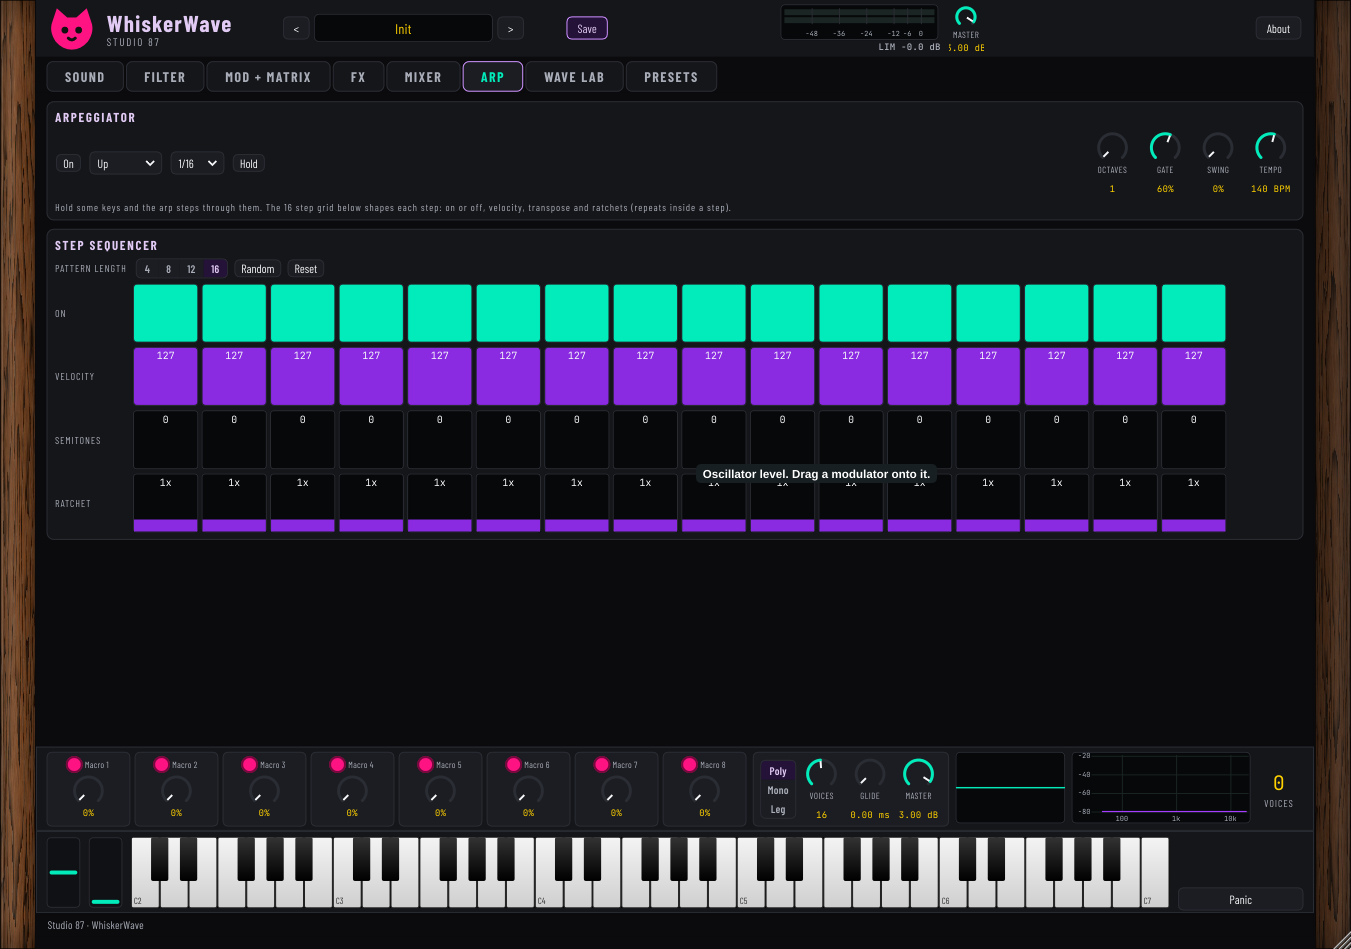 WhiskerWave
STUDIO 87
<
Init
>
Save
-48 -36 -24 -12 -6 0
LIM -0.0 dB
MASTER
About
SOUND
FILTER
MOD + MATRIX
FX
MIXER
ARP
WAVE LAB
PRESETS
ARPEGGIATOR
On
Up
1/16
Hold
OCTAVES GATE SWING TEMPO
1 60% 0% 140 BPM
Hold some keys and the arp steps through them. The 16 step grid below shapes each step: on or off, velocity, transpose and ratchets (repeats inside a step).
STEP SEQUENCER
PATTERN LENGTH 4 8 12 16 Random Reset
ON
VELOCITY 127 127 127 127 127 127 127 127 127 127 127 127 127 127 127 127
SEMITONES 0 0 0 0 0 0 0 0 0 0 0 0 0 0 0 0
Oscillator level. Drag a modulator onto it.
RATCHET 1x 1x 1x 1x 1x 1x 1x 1x 1x 1x 1x 1x
Macro 1 Macro 2 Macro 3 Macro 4 Macro 5 Macro 6 Macro 7 Macro 8
0% 0% 0% 0% 0% 0% 0% 0%
Poly
Mono
Leg
VOICES GLIDE MASTER
16 0.00 ms 3.00 dB
-20
-40
-60
-80
100 1k 10k
0
VOICES
C2 C3 C4 C5 C6 C7
Panic
Studio 87 · WhiskerWave